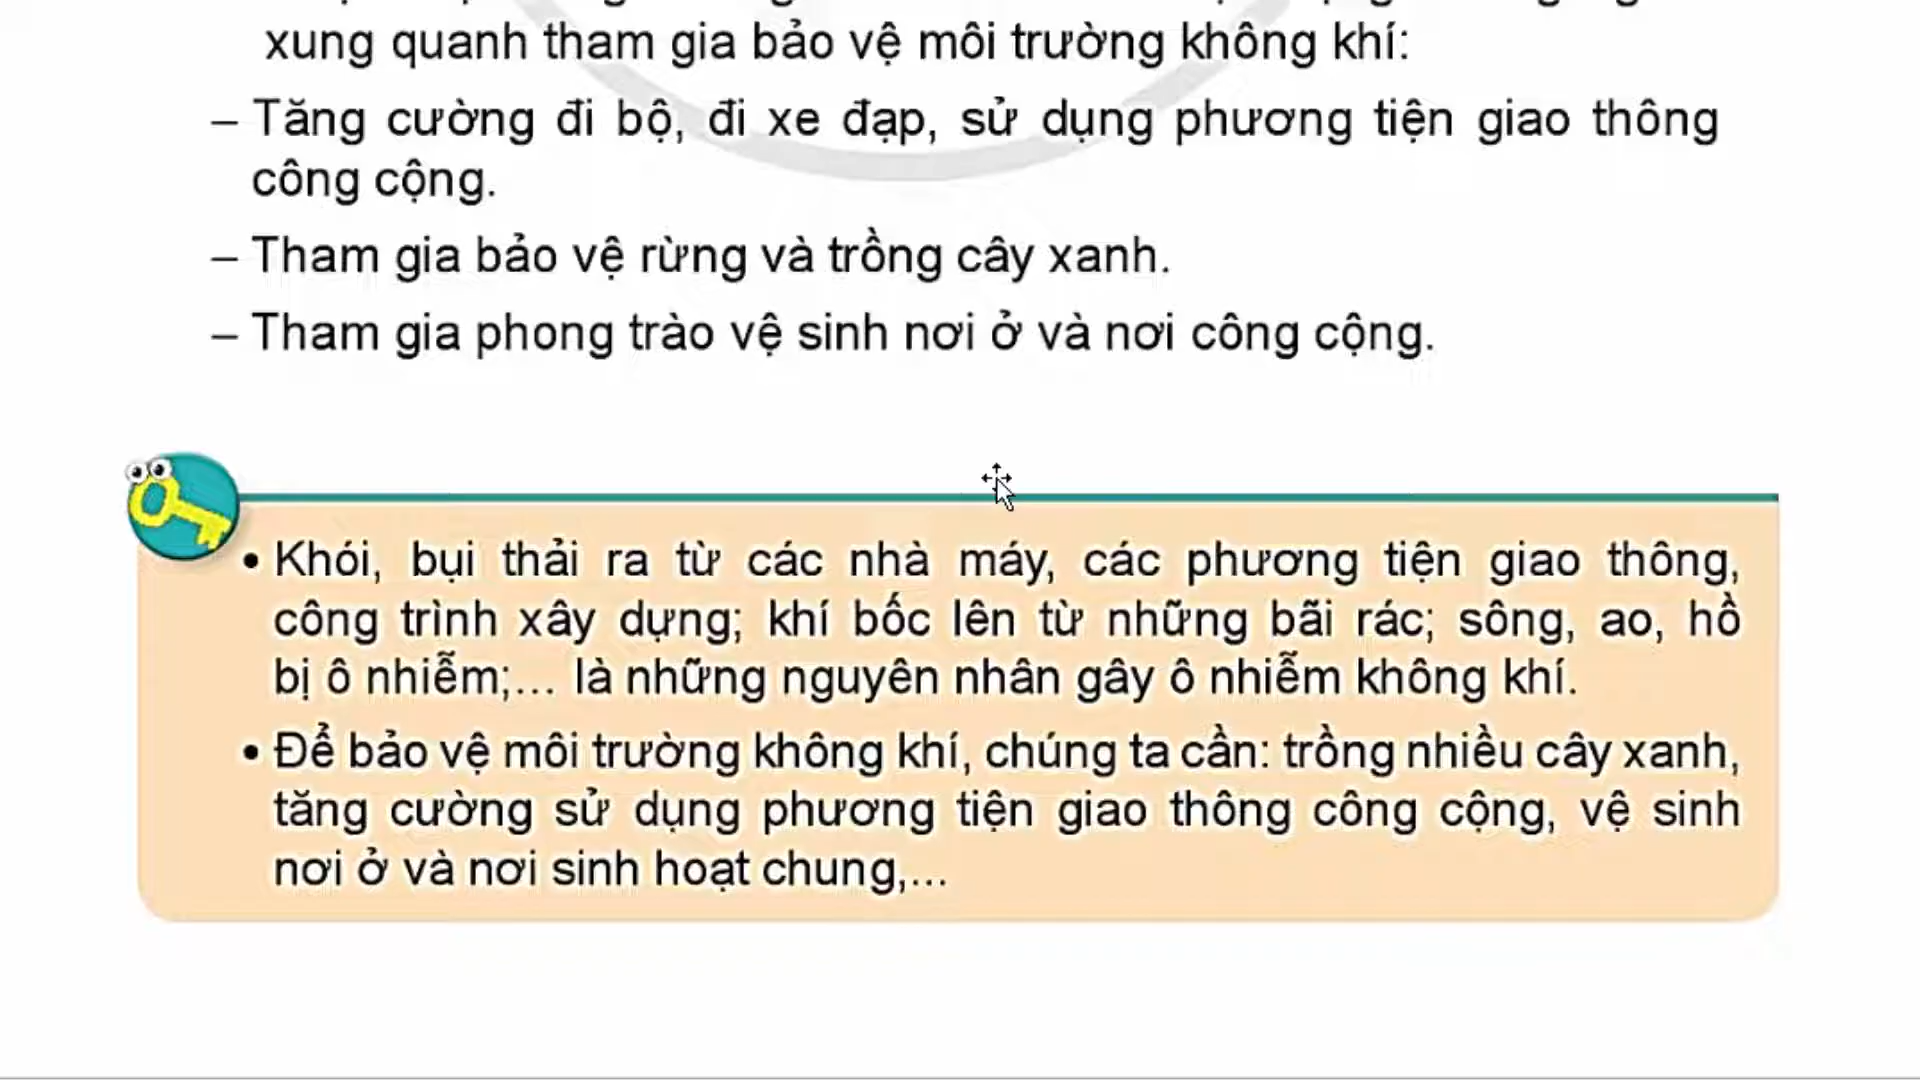 xung quanh tham gia bảo vệ môi trường không khí:
– Tăng cường đi bộ, đi xe đạp, sử dụng phương tiện giao thông
công cộng.
– Tham gia bảo vệ rừng và trồng cây xanh.
– Tham gia phong trào vệ sinh nơi ở và nơi công cộng.
• Khói, bụi thải ra từ các nhà máy, các phương tiện giao thông,
công trình xây dựng; khí bốc lên từ những bãi rác; sông, ao, hồ
bị ô nhiễm;... là những nguyên nhân gây ô nhiễm không khí.
• Để bảo vệ môi trường không khí, chúng ta cần: trồng nhiều cây xanh,
tăng cường sử dụng phương tiện giao thông công cộng, vệ sinh
nơi ở và nơi sinh hoạt chung,...